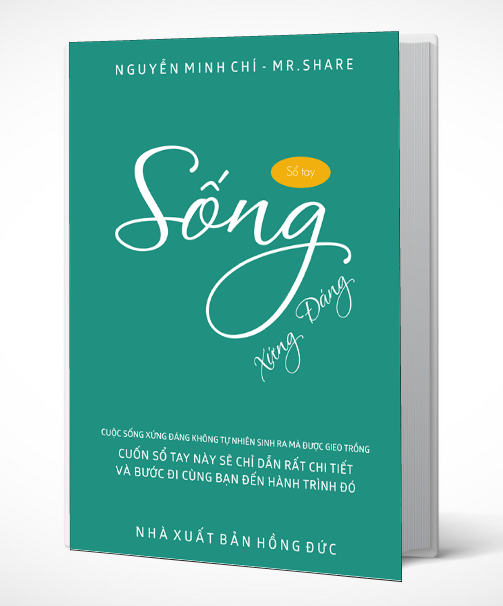 NGUYỄN MINH CHÍ - MR.SHARE
Sổ tay
Sống
Xứng Đáng
CUỘC SỐNG XỨNG ĐÁNG KHÔNG TỰ NHIÊN SINH RA MÀ ĐƯỢC GIEO TRỒNG
CUỐN SỔ TAY NÀY SẼ CHỈ DẪN RẤT CHI TIẾT
VÀ BƯỚC ĐI CÙNG BẠN ĐẾN HÀNH TRÌNH ĐÓ
NHÀ XUẤT BẢN HỒNG ĐỨC